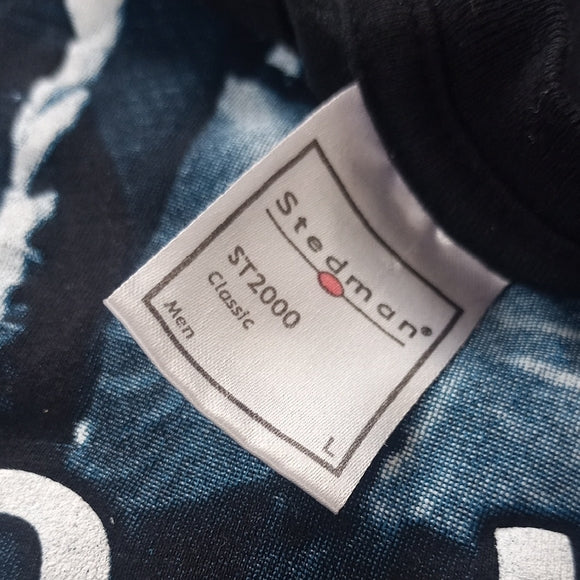 Stedman®
ST2000
Classic
Men
L